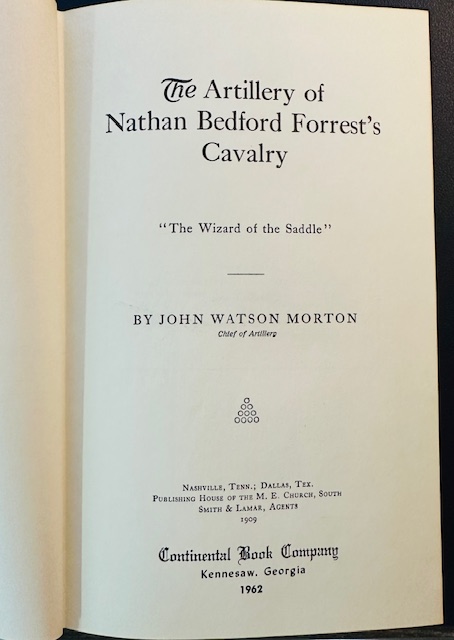 The Artillery of
Nathan Bedford Forrest's
Cavalry
"The Wizard of the Saddle"
BY JOHN WATSON MORTON
Chief of Artillery
NASHVILLE, TENN.; DALLAS, TEX.
PUBLISHING HOUSE OF THE M. E. CHURCH, SOUTH
SMITH & LAMAR, AGENTS
1909
Continental Book Company
Kennesaw, Georgia
1962